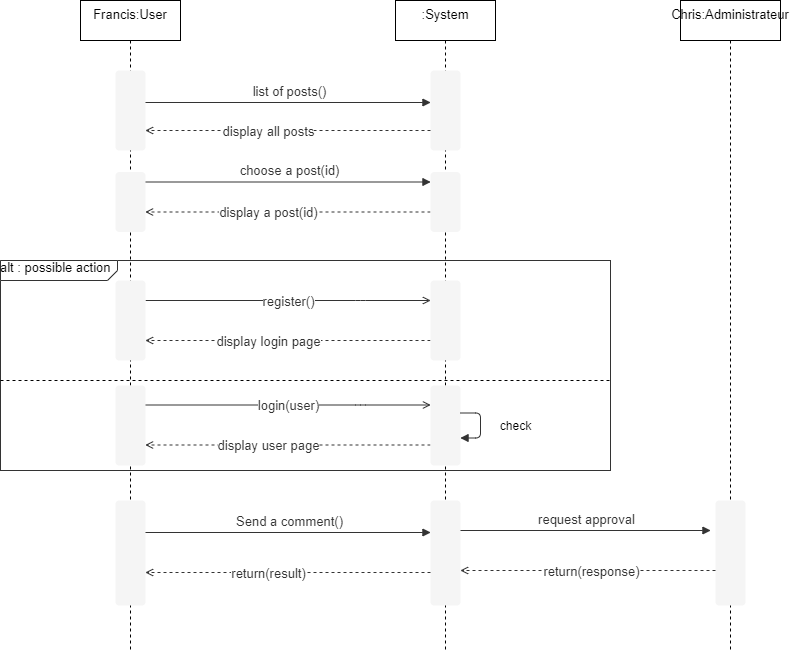 Francis:User
:System
Chris:Administrateur
list of posts()
display all posts
choose a post(id)
display a post(id)
alt : possible action
register()
display login page
login(user)
check
display user page
Send a comment()
request approval
return(result)
return(response)